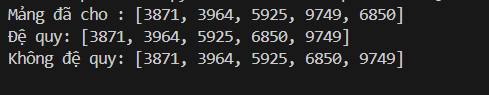 Mảng đã cho : [3871, 3964, 5925, 9749, 6850]
Đệ quy: [3871, 3964, 5925, 6850, 9749]
Không đệ quy: [3871, 3964, 5925, 6850, 9749]